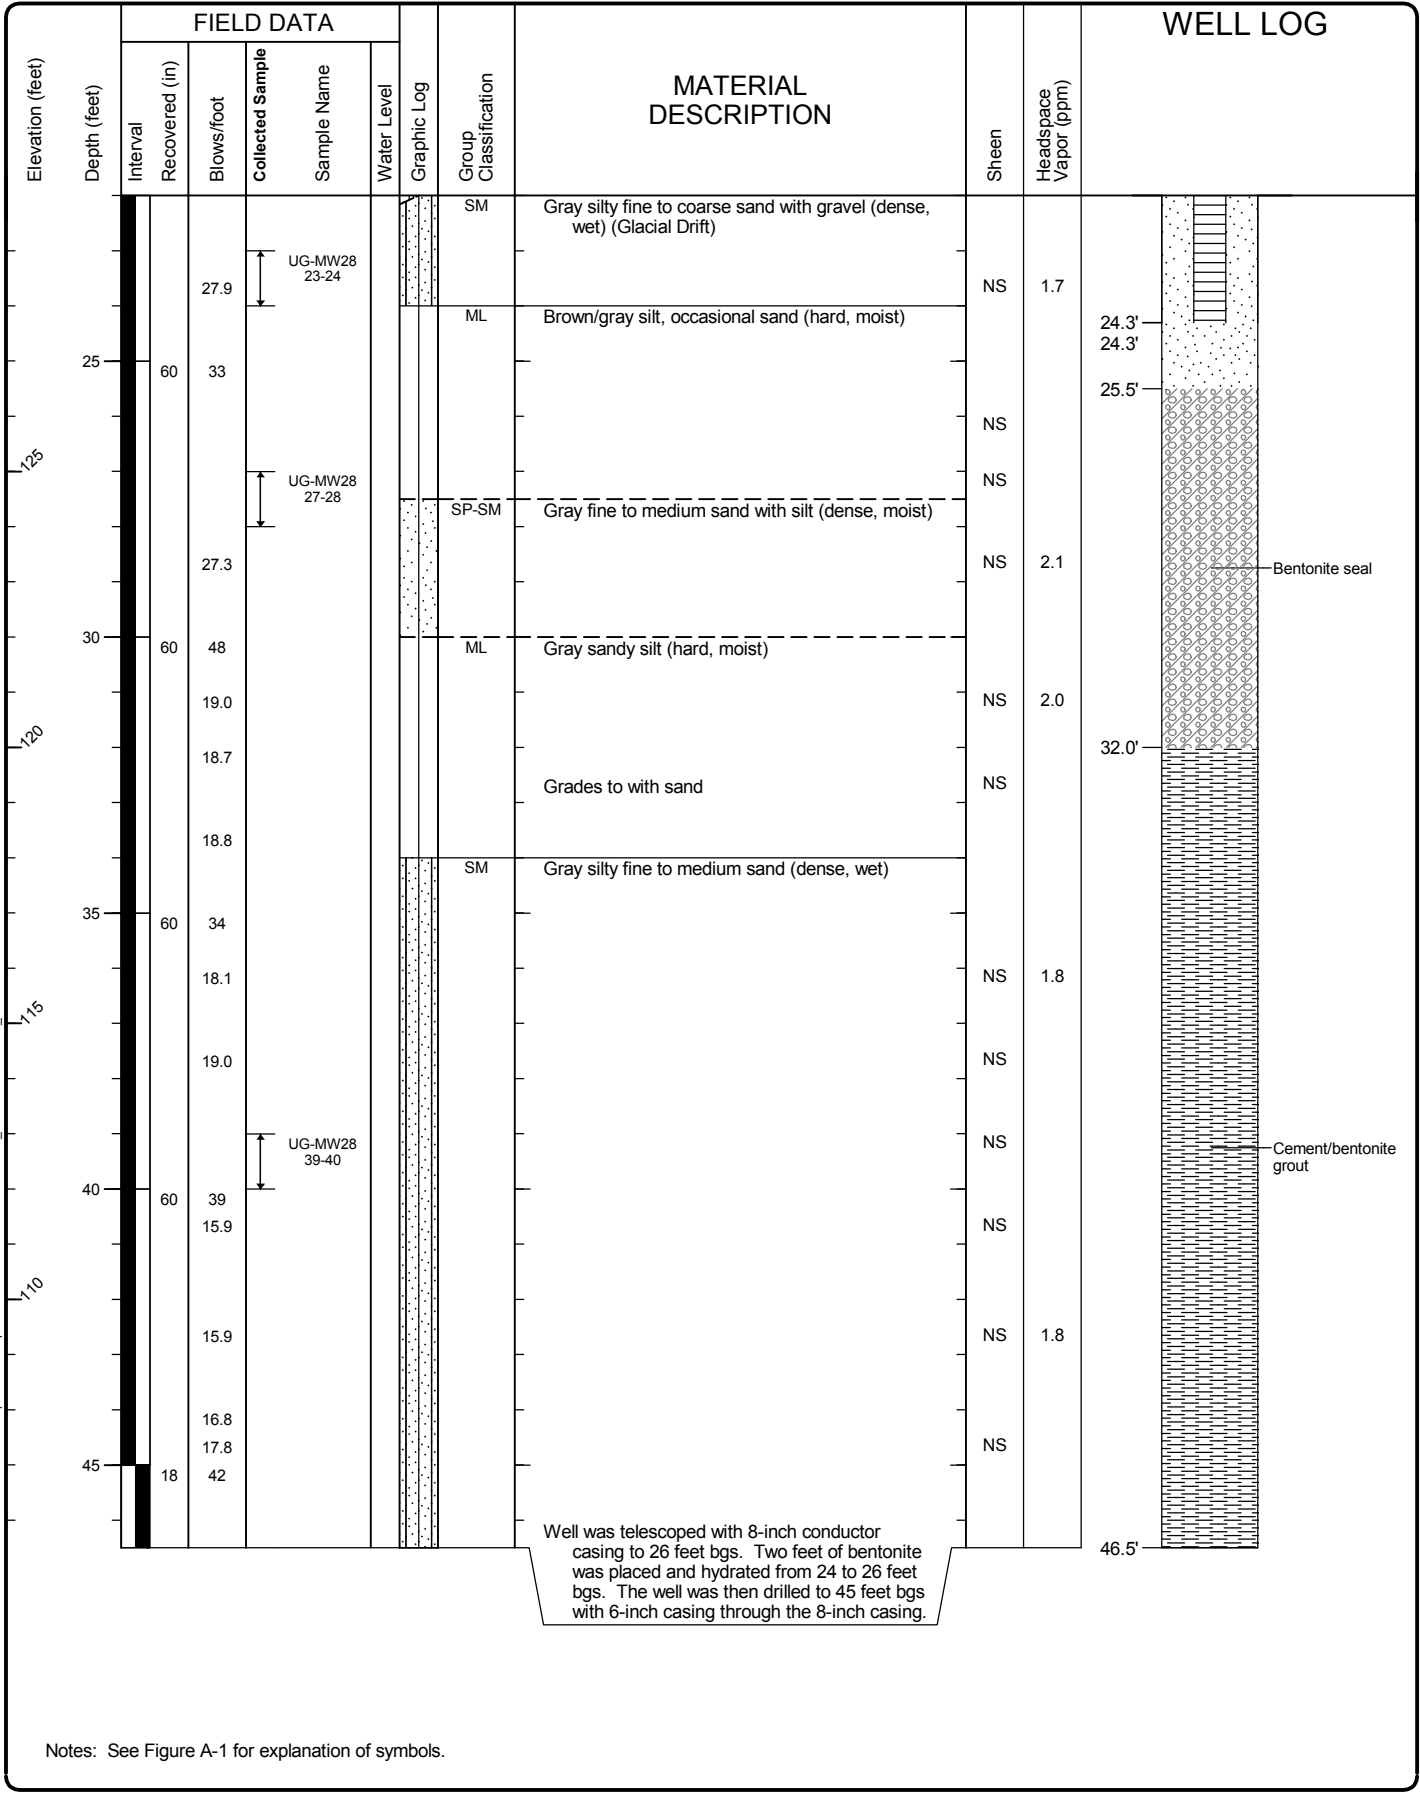 FIELD DATA
WELL LOG
Elevation (feet)
Depth (feet)
Interval
Recovered (in)
Blows/foot
Collected Sample
Sample Name
Water Level
Graphic Log
Group
Classification
MATERIAL
DESCRIPTION
Sheen
Headspace
Vapor (ppm)
SM
Gray silty fine to coarse sand with gravel (dense,
wet) (Glacial Drift)
UG-MW28
23-24
27.9
NS
1.7
ML
Brown/gray silt, occasional sand (hard, moist)
24.3'
24.3'
25
60
33
25.5'
NS
125
UG-MW28
27-28
NS
SP-SM
Gray fine to medium sand with silt (dense, moist)
27.3
NS
2.1
Bentonite seal
30
60
48
ML
Gray sandy silt (hard, moist)
19.0
NS
2.0
120
18.7
32.0'
Grades to with sand
NS
18.8
SM
Gray silty fine to medium sand (dense, wet)
35
60
34
18.1
NS
1.8
115
19.0
NS
UG-MW28
39-40
NS
Cement/bentonite
grout
40
60
39
15.9
NS
110
15.9
NS
1.8
16.8
17.8
NS
45
18
42
46.5'
Well was telescoped with 8-inch conductor
casing to 26 feet bgs. Two feet of bentonite
was placed and hydrated from 24 to 26 feet
bgs. The well was then drilled to 45 feet bgs
with 6-inch casing through the 8-inch casing.
Notes: See Figure A-1 for explanation of symbols.